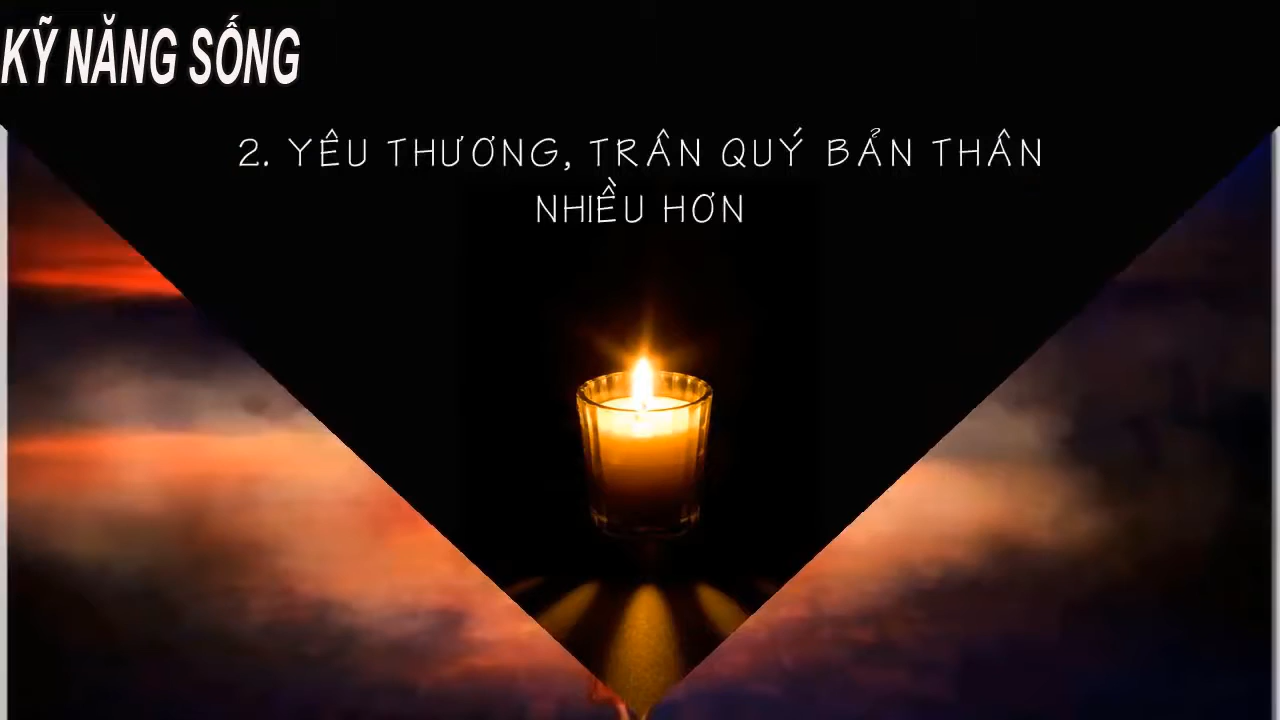 KỸ NĂNG SỐNG
2. YÊU THƯƠNG, TRÂN QUÝ BẢN THÂN
NHIỀU HƠN